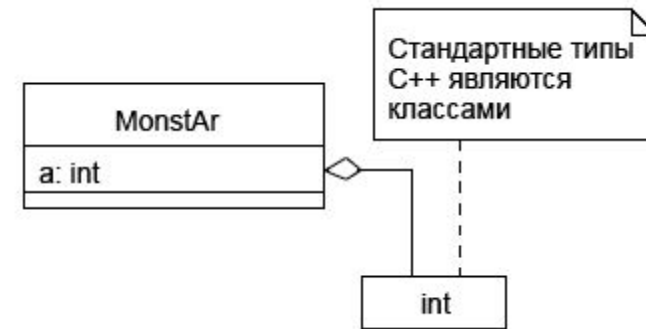 Стандартные типы
C++ являются
классами
MonstAr
a: int
int